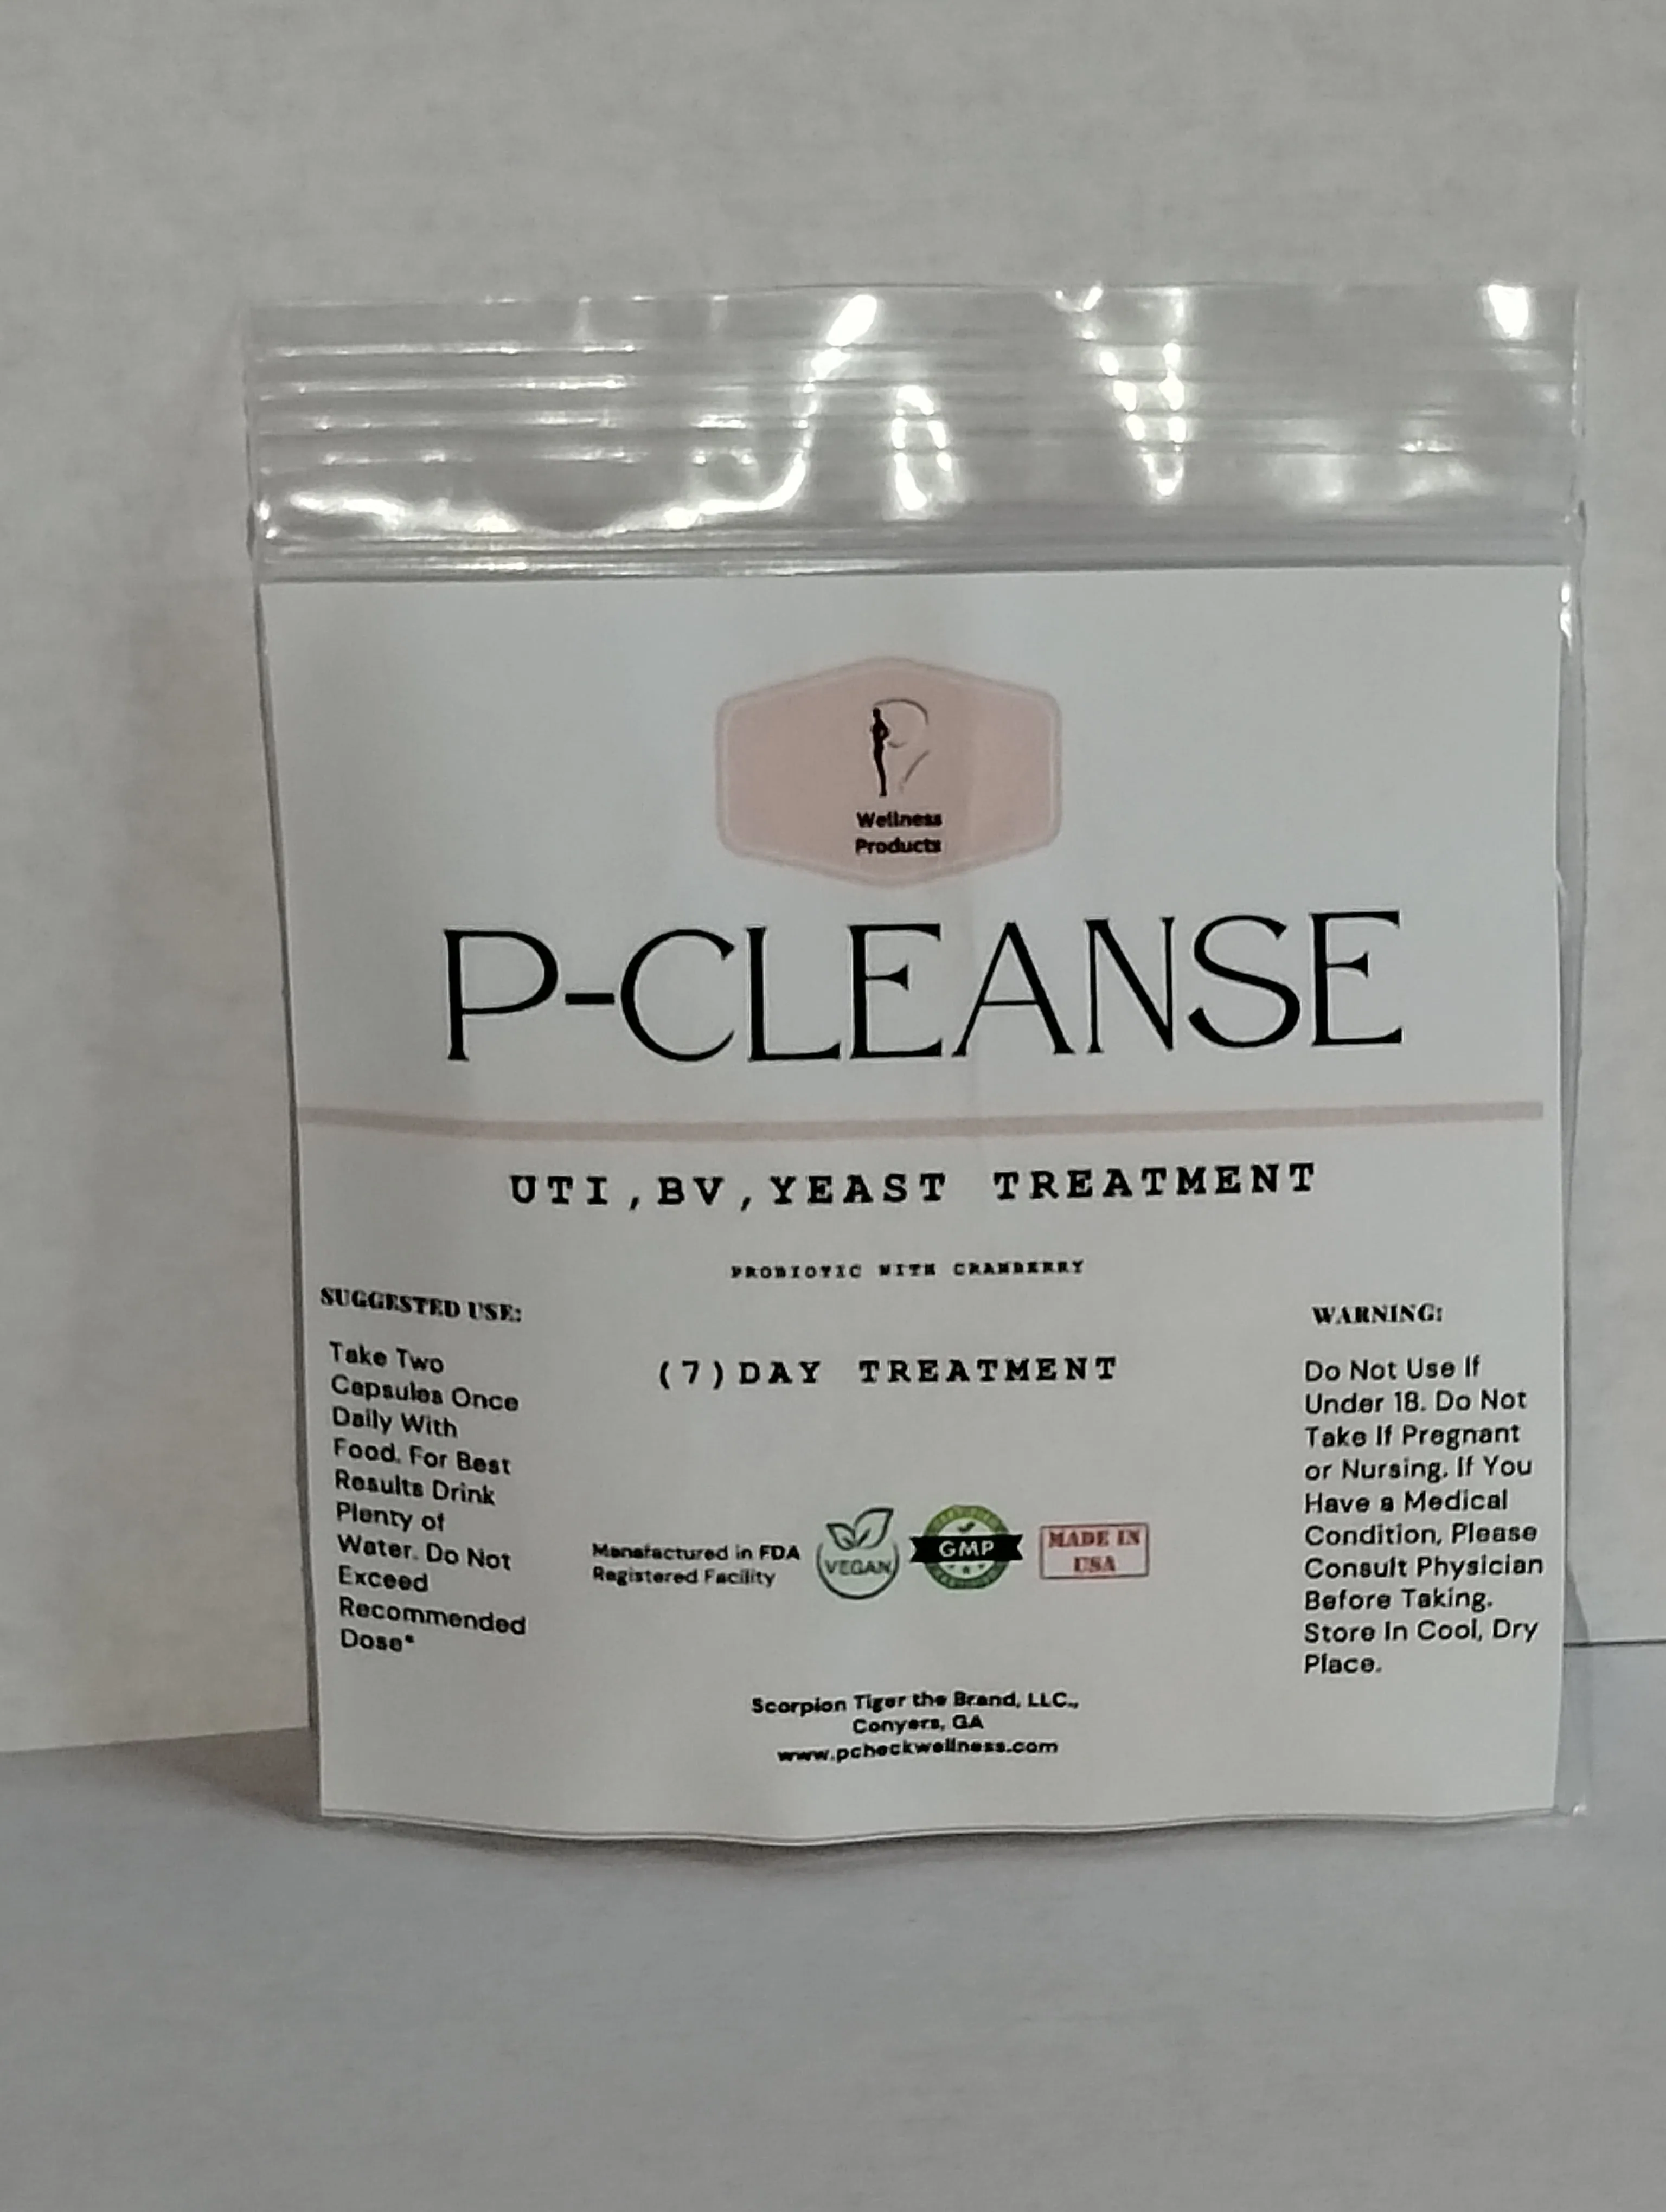 Wellness
Products
P-CLEANSE
UTI,BV,YEAST TREATMENT
PROBIOTIC WITH CRANBERRY
SUGGESTED USE:
Take Two
Capsules Once
Daily With
Food. For Best
Results Drink
Plenty of
Water. Do Not
Exceed
Recommended
Dose*
(7)DAY TREATMENT
Manafactured in FDA
Registered Facility
VEGAN
GMP
MADE IN
USA
WARNING:
Do Not Use If
Under 18. Do Not
Take If Pregnant
or Nursing. If You
Have a Medical
Condition, Please
Consult Physician
Before Taking.
Store In Cool, Dry
Place.
Scorpion Tiger the Brand, LLC.,
Conyers, GA
www.pcheckwellness.com